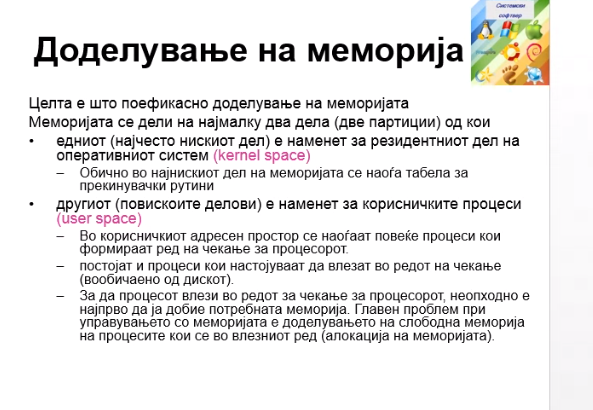 Системски
софтвер
Доделување на меморија
Целта е што поефикасно доделување на меморијата
Меморијата се дели на најмалку два дела (две партиции) од кои
• едниот (најчесто нискиот дел) е наменет за резидентниот дел на
оперативниот систем (kernel space)
– Обично во најнискиот дел на меморијата се наоѓа табела за
прекинувачки рутини
• другиот (повискоите делови) е наменет за корисничките процеси
(user space)
– Во корисничкиот адресен простор се наоѓаат повеќе процеси кои
формираат ред на чекање за процесорот.
– постојат и процеси кои настојуваат да влезат во редот на чекање
(вообичаено од дискот).
– За да процесот влези во редот за чекање за процесорот, неопходно е
најпрво да ја добие потребната меморија. Главен проблем при
управувањето со меморијата е доделувањето на слободна меморија
на процесите кои се во влезниот ред (алокација на меморијата).